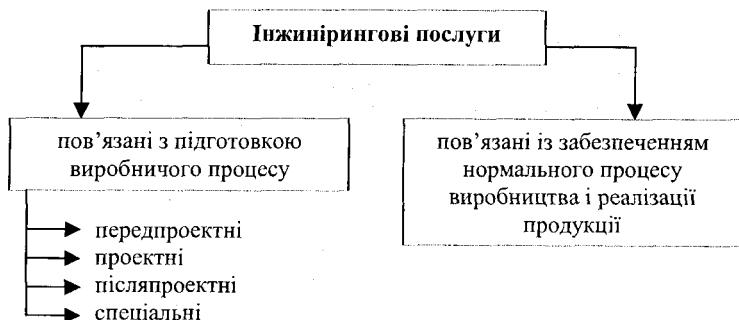 Інжинірингові послуги
пов’язані з підготовкою
виробничого процесу
передпроектні
проектні
післяпроектні
спеціальні
пов’язані із забезпеченням
нормального процесу
виробництва і реалізації
продукції